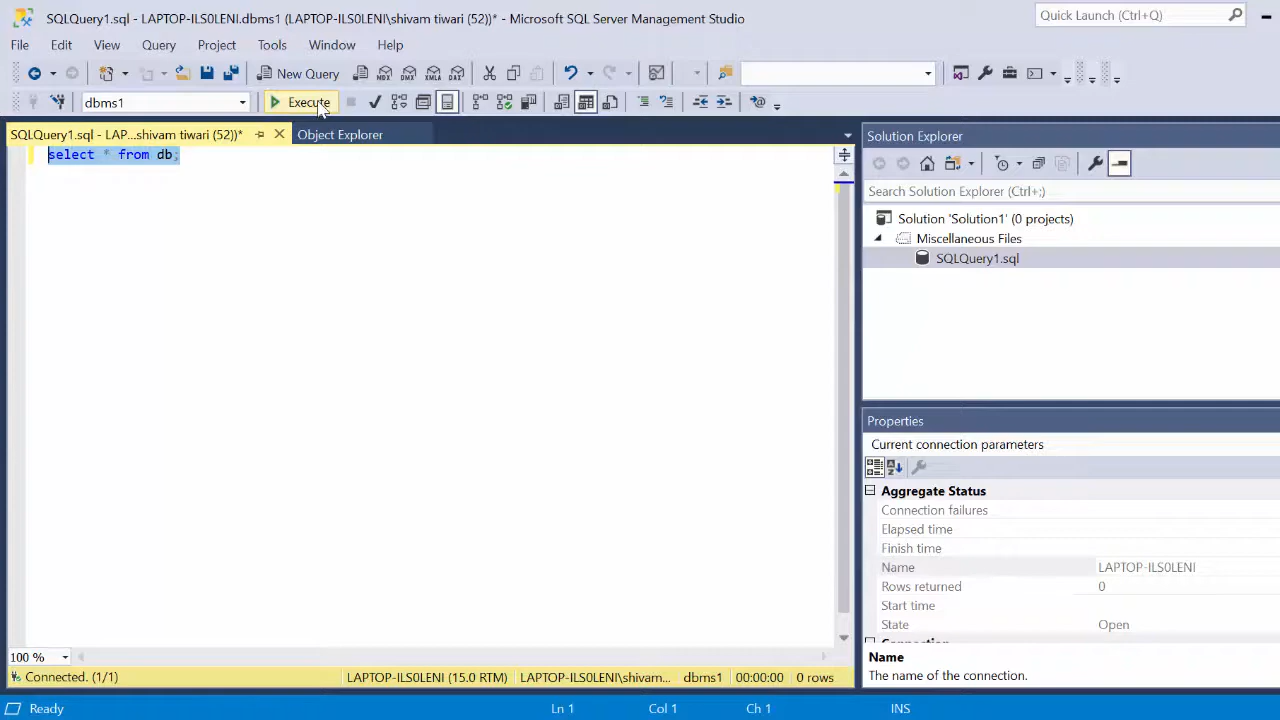 SQLQuery1.sql - LAPTOP-ILS0LENI.dbms1 (LAPTOP-ILS0LENI\shivam tiwari (52))* - Microsoft SQL Server Management Studio
Quick Launch (Ctrl+Q)
File Edit View Query Project Tools Window Help
New Query MDX DMX XMLA DAX
dbms1 Execute
SQLQuery1.sql - LAP...shivam tiwari (52))* Object Explorer
select * from db;
Solution Explorer
Search Solution Explorer (Ctrl+;)
Solution 'Solution1' (0 projects)
Miscellaneous Files
SQLQuery1.sql
Properties
Current connection parameters
Aggregate Status
Connection failures
Elapsed time
Finish time
Name LAPTOP-ILS0LENI
Rows returned 0
Start time
State Open
Name
The name of the connection.
100 %
Connected. (1/1) LAPTOP-ILS0LENI (15.0 RTM) LAPTOP-ILS0LENI\shivam... dbms1 00:00:00 0 rows
Ready Ln 1 Col 1 Ch 1 INS